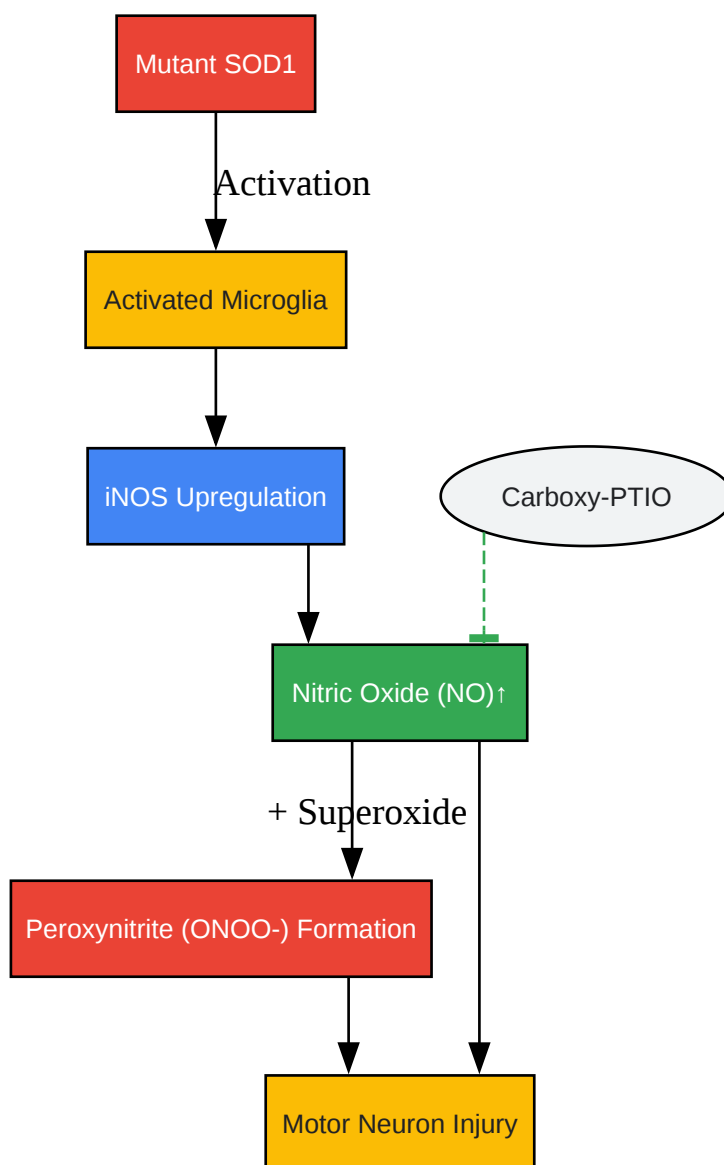 Mutant SOD1
Activation
Activated Microglia
iNOS Upregulation
Carboxy-PTIO
Nitric Oxide (NO)↑
+ Superoxide
Peroxynitrite (ONOO-) Formation
Motor Neuron Injury